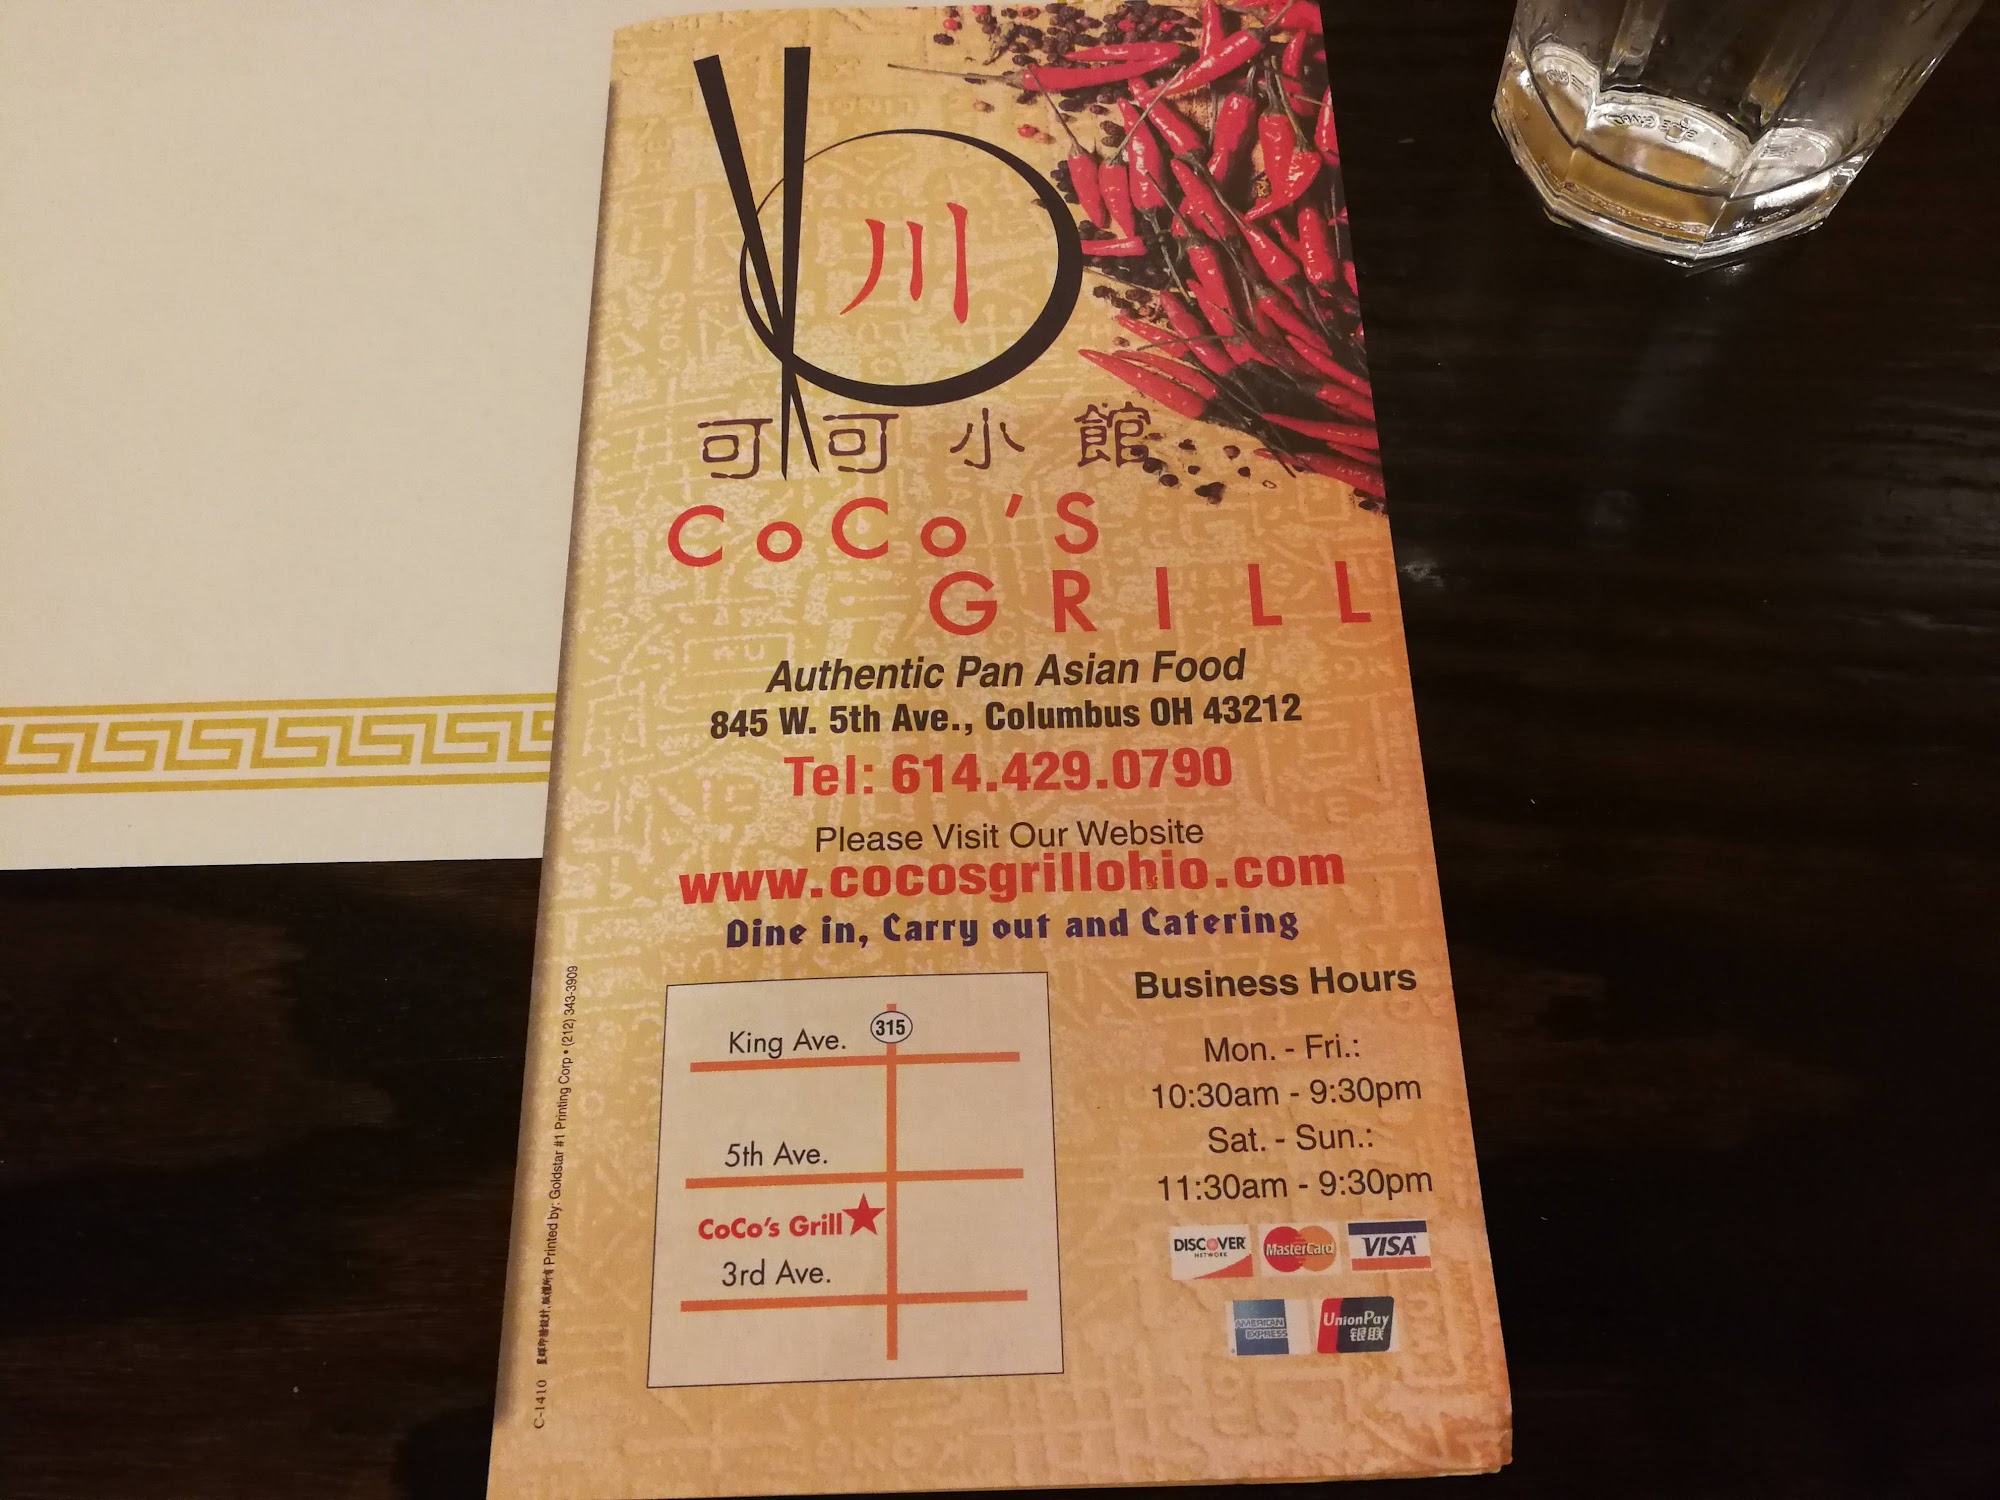 川
可可小館
CoCo's
GRILL
Authentic Pan Asian Food
845 W. 5th Ave., Columbus OH 43212
Tel: 614.429.0790
Please Visit Our Website
www.cocosgrillohio.com
Dine in, Carry out and Catering
King Ave.
315
5th Ave.
CoCo's Grill
3rd Ave.
Business Hours
Mon. - Fri.:
10:30am - 9:30pm
Sat. - Sun.:
11:30am - 9:30pm
DISCOVER
NETWORK
MasterCard
VISA
AMERICAN
EXPRESS
UnionPay
银联
C-1410 Printed by: Goldstar #1 Printing Corp • (212) 343-3909